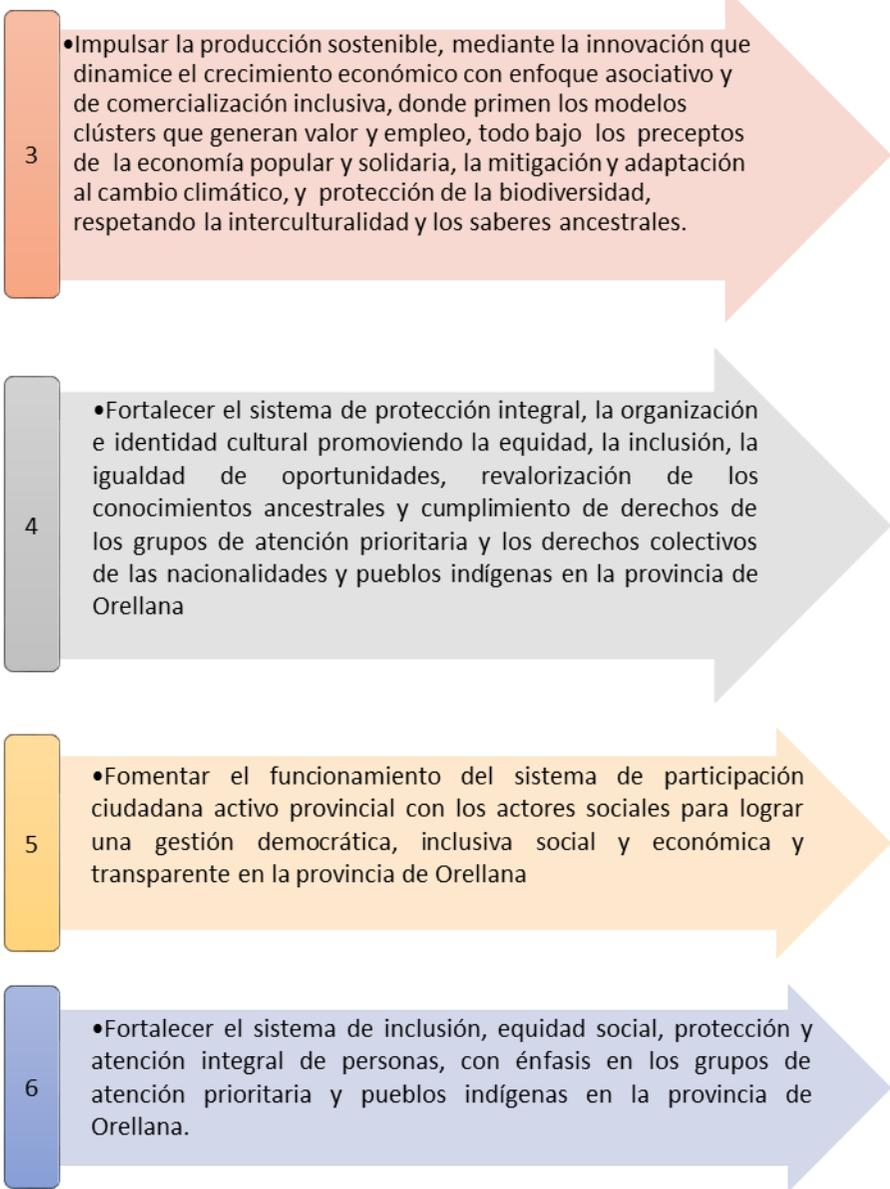 3
•Impulsar la producción sostenible, mediante la innovación que
dinamice el crecimiento económico con enfoque asociativo y
de comercialización inclusiva, donde primen los modelos
clústers que generan valor y empleo, todo bajo los preceptos
de la economía popular y solidaria, la mitigación y adaptación
al cambio climático, y protección de la biodiversidad,
respetando la interculturalidad y los saberes ancestrales.
4
•Fortalecer el sistema de protección integral, la organización
e identidad cultural promoviendo la equidad, la inclusión, la
igualdad de oportunidades, revalorización de los
conocimientos ancestrales y cumplimiento de derechos de
los grupos de atención prioritaria y los derechos colectivos
de las nacionalidades y pueblos indígenas en la provincia de
Orellana
5
•Fomentar el funcionamiento del sistema de participación
ciudadana activo provincial con los actores sociales para lograr
una gestión democrática, inclusiva social y económica y
transparente en la provincia de Orellana
6
•Fortalecer el sistema de inclusión, equidad social, protección y
atención integral de personas, con énfasis en los grupos de
atención prioritaria y pueblos indígenas en la provincia de
Orellana.